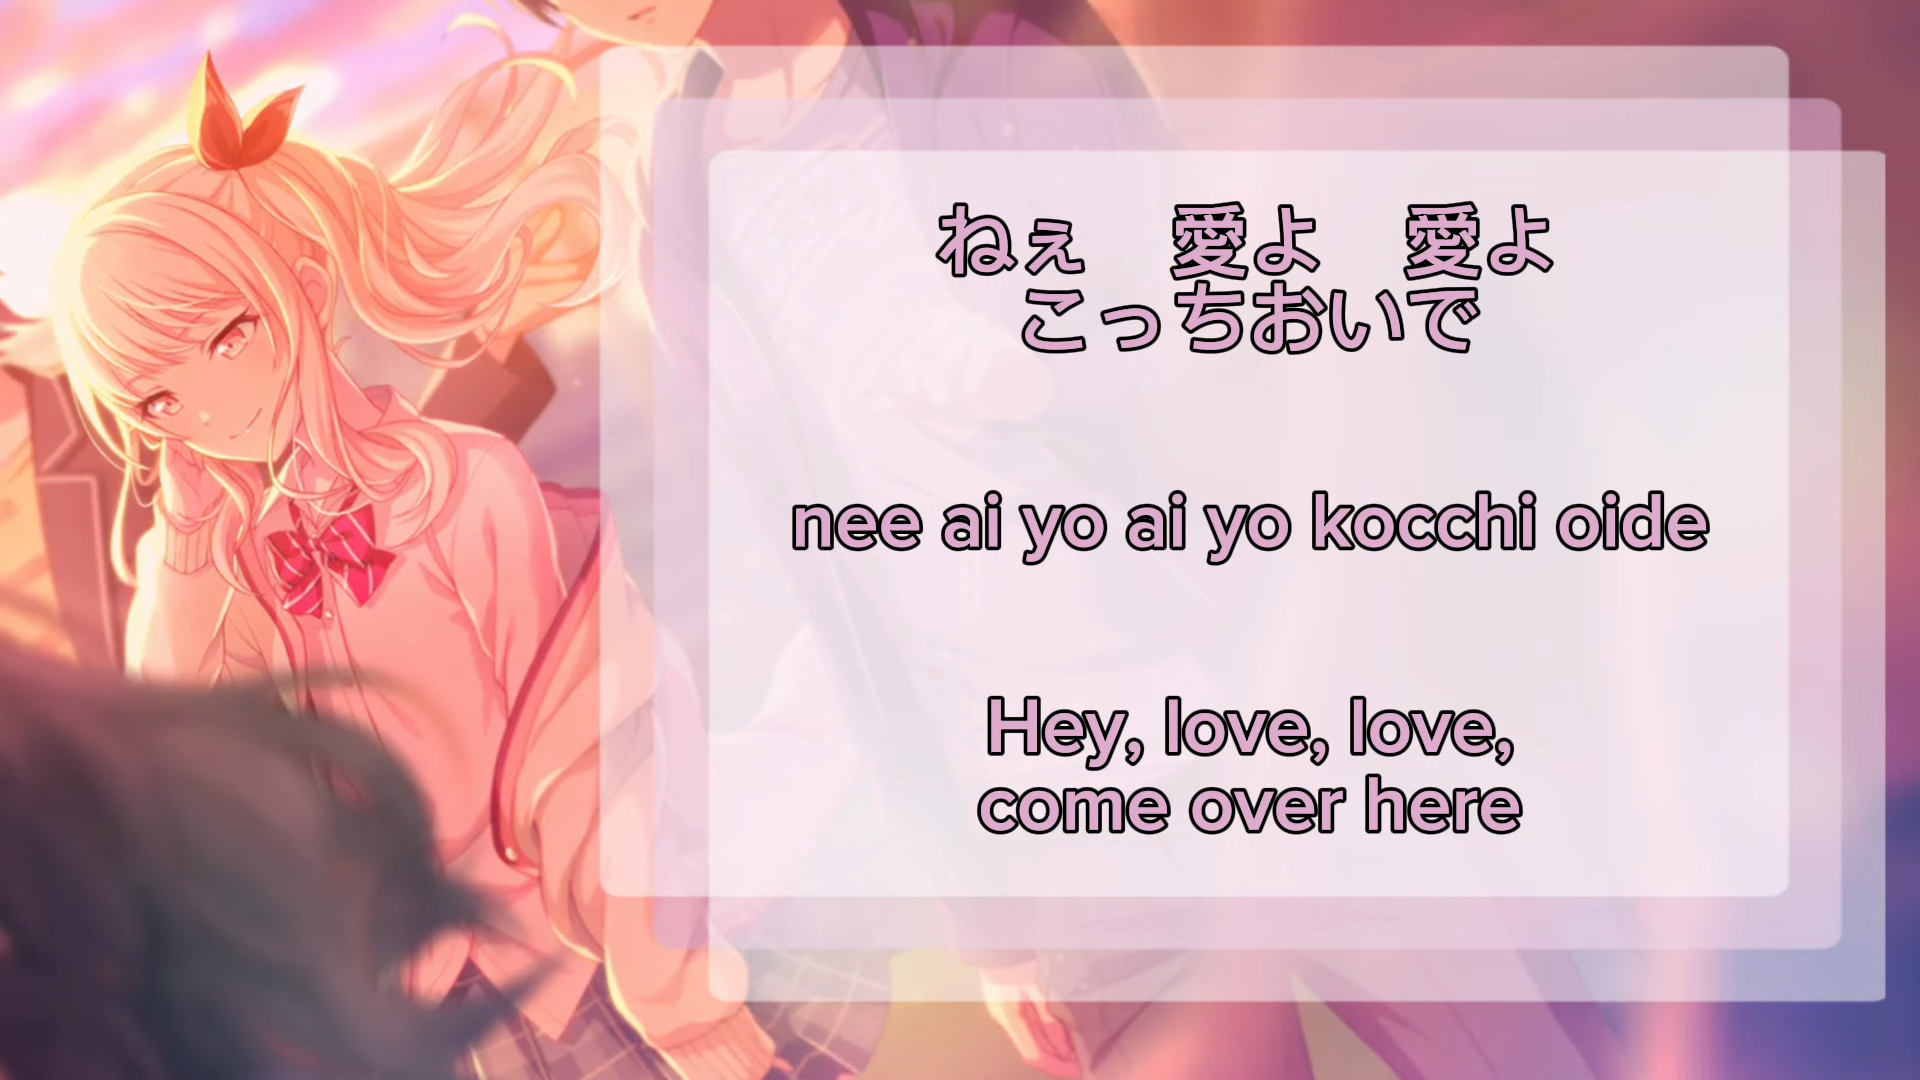 ねぇ　愛よ　愛よ
こっちおいで
nee ai yo ai yo kocchi oide
Hey, love, love,
come over here